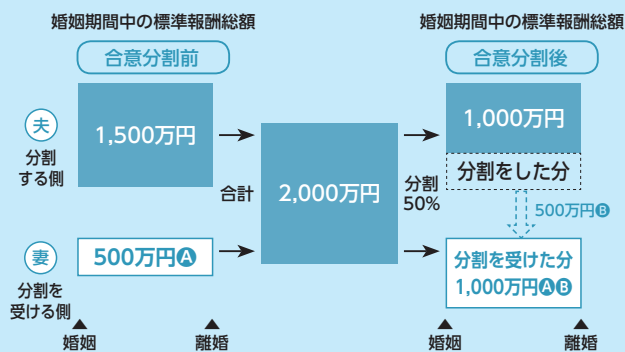 婚姻期間中の標準報酬総額
合意分割前
夫
分割
する側
1,500万円
妻
分割を
受ける側
500万円A
婚姻
離婚
合計
2,000万円
分割
50%
婚姻期間中の標準報酬総額
合意分割後
1,000万円
分割をした分
500万円B
分割を受けた分
1,000万円AB
婚姻
離婚